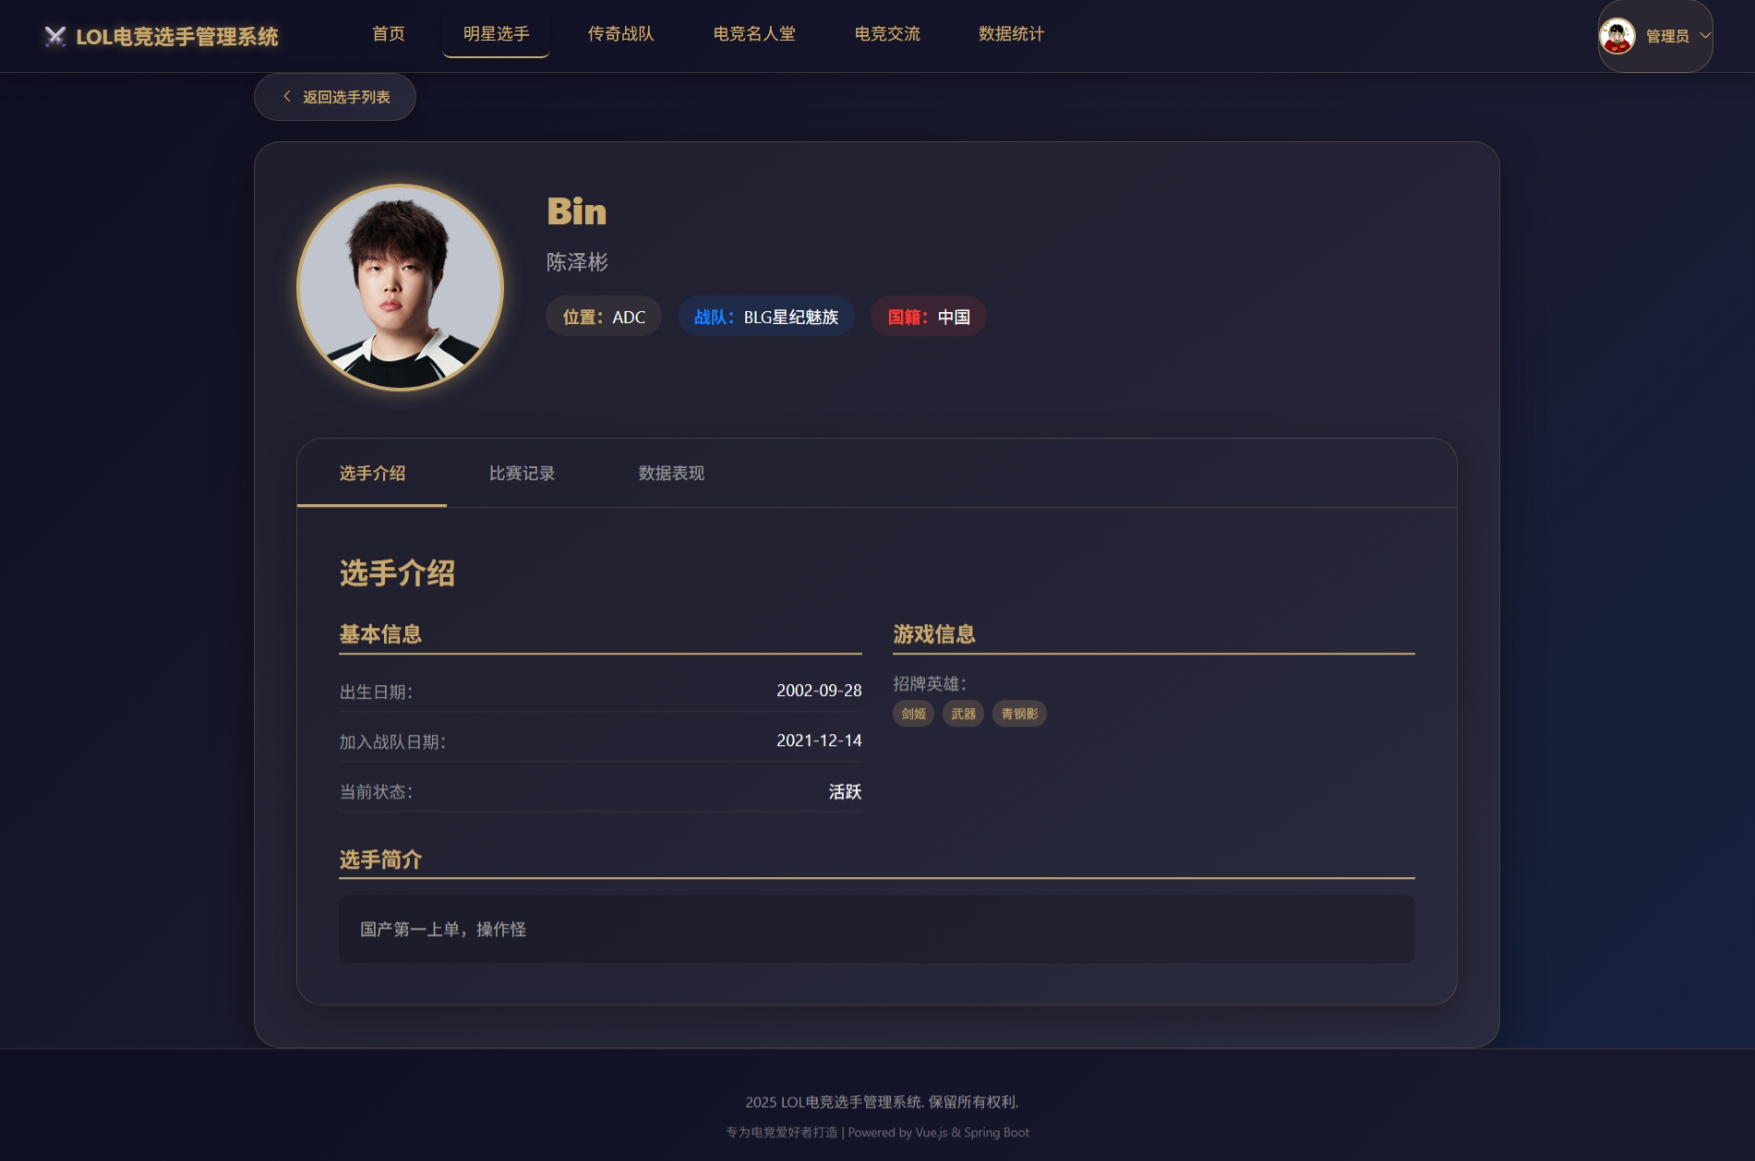 LOL电竞选手管理系统
首页
明星选手
传奇战队
电竞名人堂
电竞交流
数据统计
管理员
返回选手列表
Bin
陈泽彬
位置：ADC
战队：BLG星纪魅族
国籍：中国
选手介绍
比赛记录
数据表现
选手介绍
基本信息
出生日期：
2002-09-28
加入战队日期：
2021-12-14
当前状态：
活跃
游戏信息
招牌英雄：
剑姬
武器
青钢影
选手简介
国产第一上单，操作怪
2025 LOL电竞选手管理系统. 保留所有权利.
专为电竞爱好者打造 | Powered by Vue.js & Spring Boot